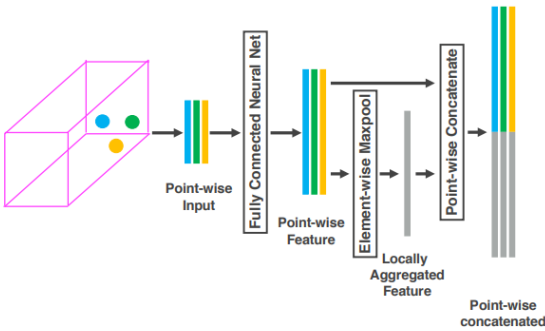 Point-wise
Input
Fully Connected Neural Net
Point-wise
Feature
Element-wise Maxpool
Locally
Aggregated
Feature
Point-wise Concatenate
Point-wise
concatenated